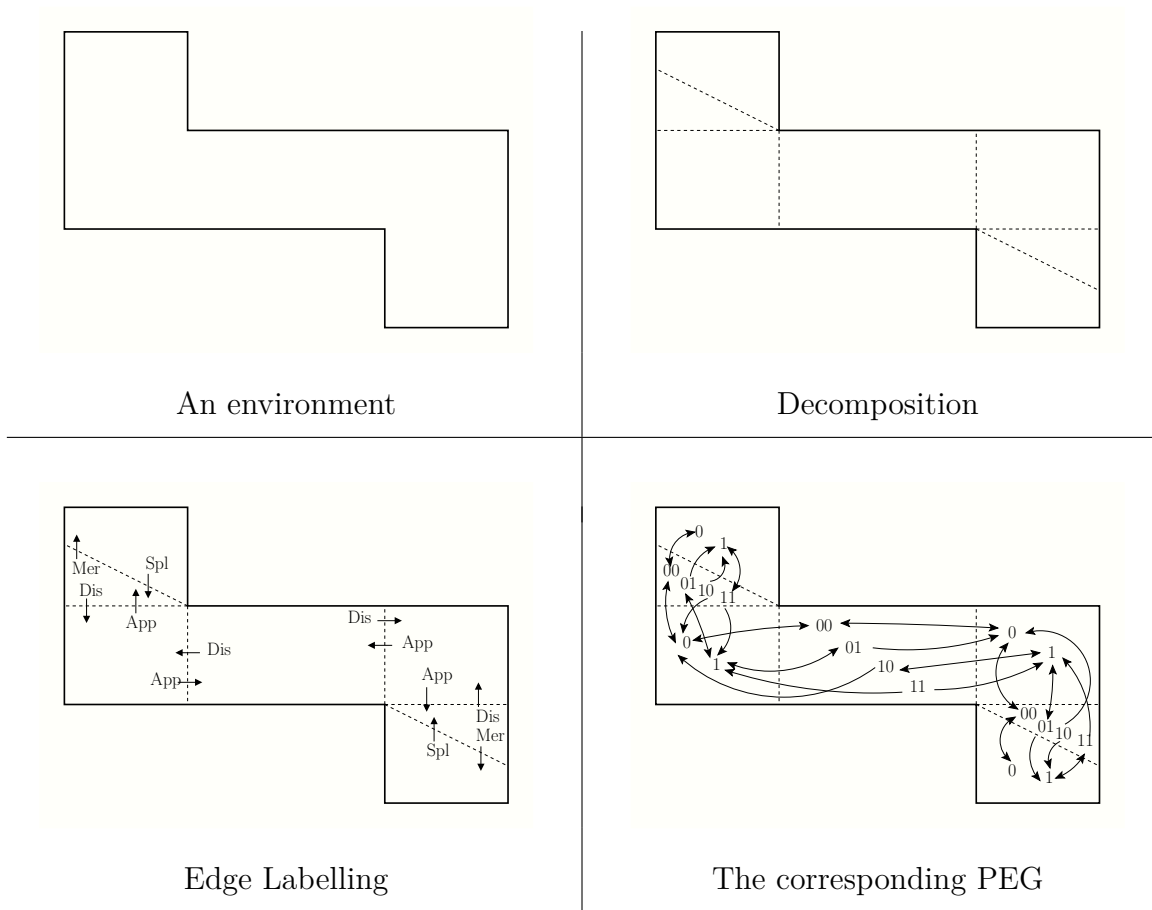 An environment
Decomposition
Mer
Spl
Dis
App
Dis
App
Dis
App
App
Spl
Dis
Mer
Edge Labelling
0
1
00
01
10
11
0
1
00
01
10
11
0
1
00
01
10
11
0
1
The corresponding PEG